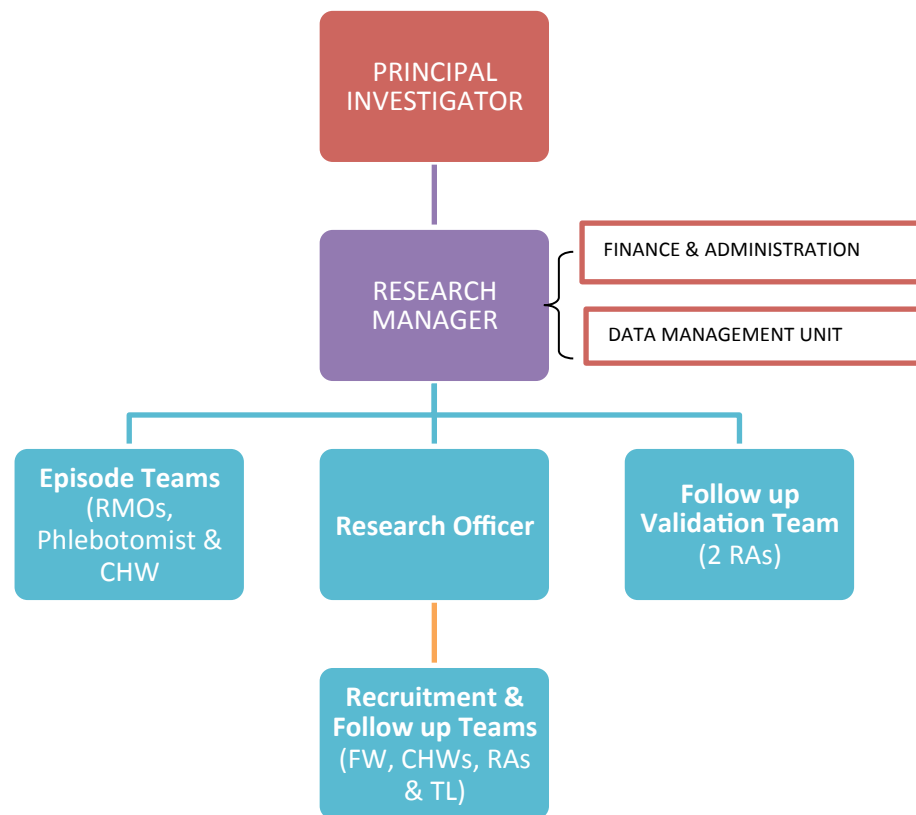 PRINCIPAL
INVESTIGATOR
RESEARCH
MANAGER
FINANCE & ADMINISTRATION
DATA MANAGEMENT UNIT
Episode Teams
(RMOs,
Phlebotomist &
CHW
Research Officer
Follow up
Validation Team
(2 RAs)
Recruitment &
Follow up Teams
(FW, CHWs, RAs
& TL)